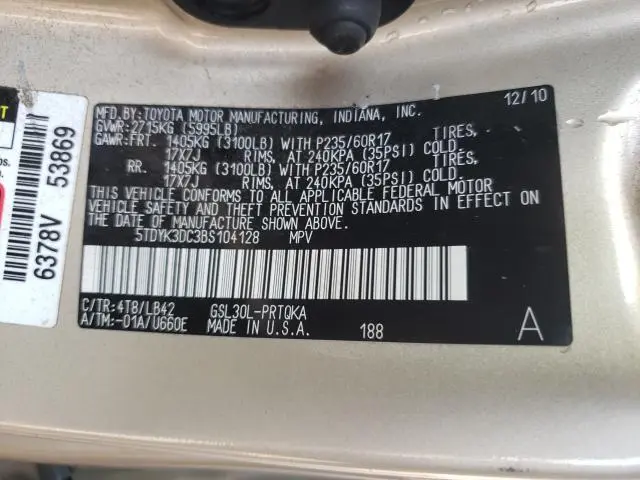 MFD.BY:TOYOTA MOTOR MANUFACTURING, INDIANA, INC. 12/10
GVWR:2715KG (5995LB)
GAWR:FRT. 1405KG (3100LB) WITH P235/60R17 TIRES,
17X7J RIMS, AT 240KPA (35PSI) COLD.
RR. 1405KG (3100LB) WITH P235/60R17 TIRES,
17X7J RIMS, AT 240KPA (35PSI) COLD.
THIS VEHICLE CONFORMS TO ALL APPLICABLE FEDERAL MOTOR
VEHICLE SAFETY AND THEFT PREVENTION STANDARDS IN EFFECT ON
THE DATE OF MANUFACTURE SHOWN ABOVE.
5TDYK3DC3BS104128 MPV
C/TR:4T8/LB42 GSL30L-PRTQKA
A/TM:-01A/U660E MADE IN U.S.A. 188 A
6378V 53869